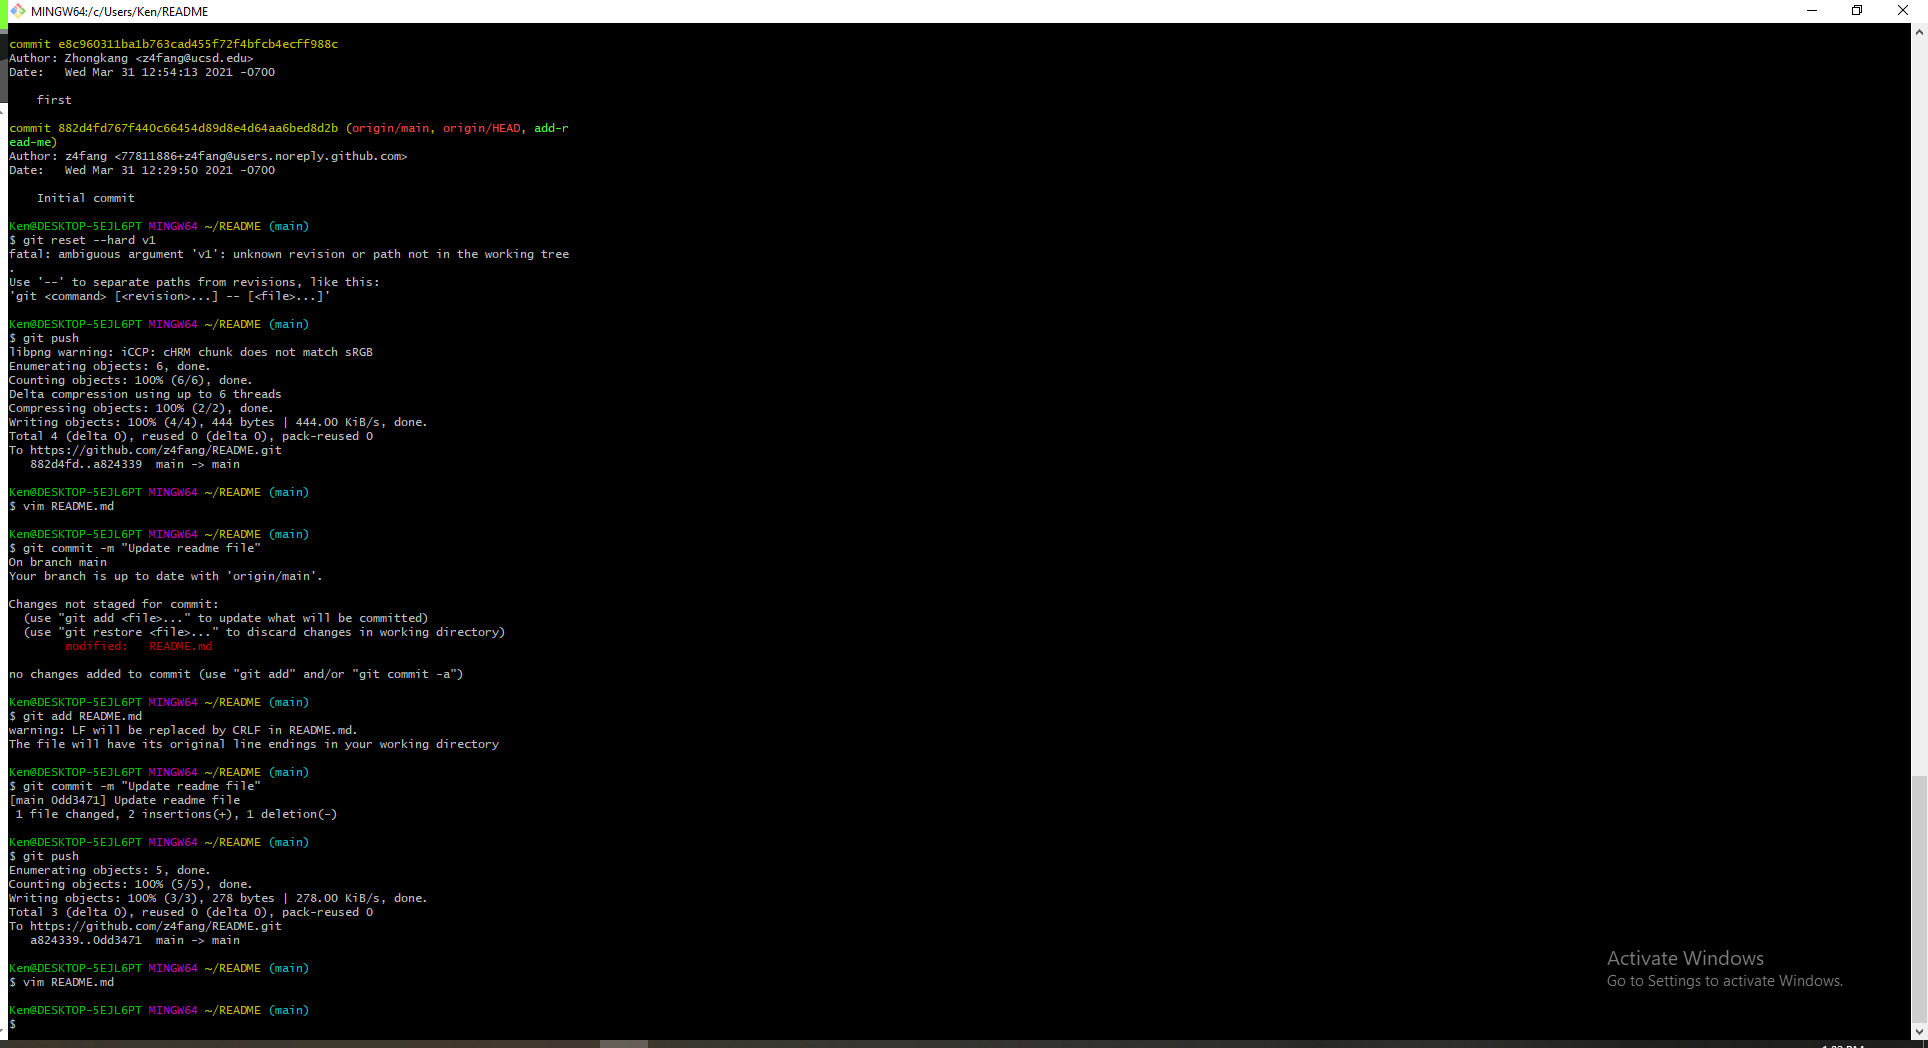 MINGW64:/c/Users/Ken/README
commit e8c960311ba1b763cad455f72f4bfcb4ecff988c
Author: Zhongkang <z4fang@ucsd.edu>
Date:   Wed Mar 31 12:54:13 2021 -0700
    first
commit 882d4fd767f440c66454d89d8e4d64aa6bed8d2b (origin/main, origin/HEAD, add-r
ead-me)
Author: z4fang <77811886+z4fang@users.noreply.github.com>
Date:   Wed Mar 31 12:29:50 2021 -0700
    Initial commit
Ken@DESKTOP-5EJL6PT MINGW64 ~/README (main)
$ git reset --hard v1
fatal: ambiguous argument 'v1': unknown revision or path not in the working tree
.
Use '--' to separate paths from revisions, like this:
'git <command> [<revision>...] -- [<file>...]'
Ken@DESKTOP-5EJL6PT MINGW64 ~/README (main)
$ git push
libpng warning: iCCP: cHRM chunk does not match sRGB
Enumerating objects: 6, done.
Counting objects: 100% (6/6), done.
Delta compression using up to 6 threads
Compressing objects: 100% (2/2), done.
Writing objects: 100% (4/4), 444 bytes | 444.00 KiB/s, done.
Total 4 (delta 0), reused 0 (delta 0), pack-reused 0
To https://github.com/z4fang/README.git
   882d4fd..a824339  main -> main
Ken@DESKTOP-5EJL6PT MINGW64 ~/README (main)
$ vim README.md
Ken@DESKTOP-5EJL6PT MINGW64 ~/README (main)
$ git commit -m "Update readme file"
On branch main
Your branch is up to date with 'origin/main'.
Changes not staged for commit:
  (use "git add <file>..." to update what will be committed)
  (use "git restore <file>..." to discard changes in working directory)
        modified:   README.md
no changes added to commit (use "git add" and/or "git commit -a")
Ken@DESKTOP-5EJL6PT MINGW64 ~/README (main)
$ git add README.md
warning: LF will be replaced by CRLF in README.md.
The file will have its original line endings in your working directory
Ken@DESKTOP-5EJL6PT MINGW64 ~/README (main)
$ git commit -m "Update readme file"
[main 0dd3471] Update readme file
 1 file changed, 2 insertions(+), 1 deletion(-)
Ken@DESKTOP-5EJL6PT MINGW64 ~/README (main)
$ git push
Enumerating objects: 5, done.
Counting objects: 100% (5/5), done.
Writing objects: 100% (3/3), 278 bytes | 278.00 KiB/s, done.
Total 3 (delta 0), reused 0 (delta 0), pack-reused 0
To https://github.com/z4fang/README.git
   a824339..0dd3471  main -> main
Ken@DESKTOP-5EJL6PT MINGW64 ~/README (main)
$ vim README.md
Ken@DESKTOP-5EJL6PT MINGW64 ~/README (main)
$
Activate Windows
Go to Settings to activate Windows.